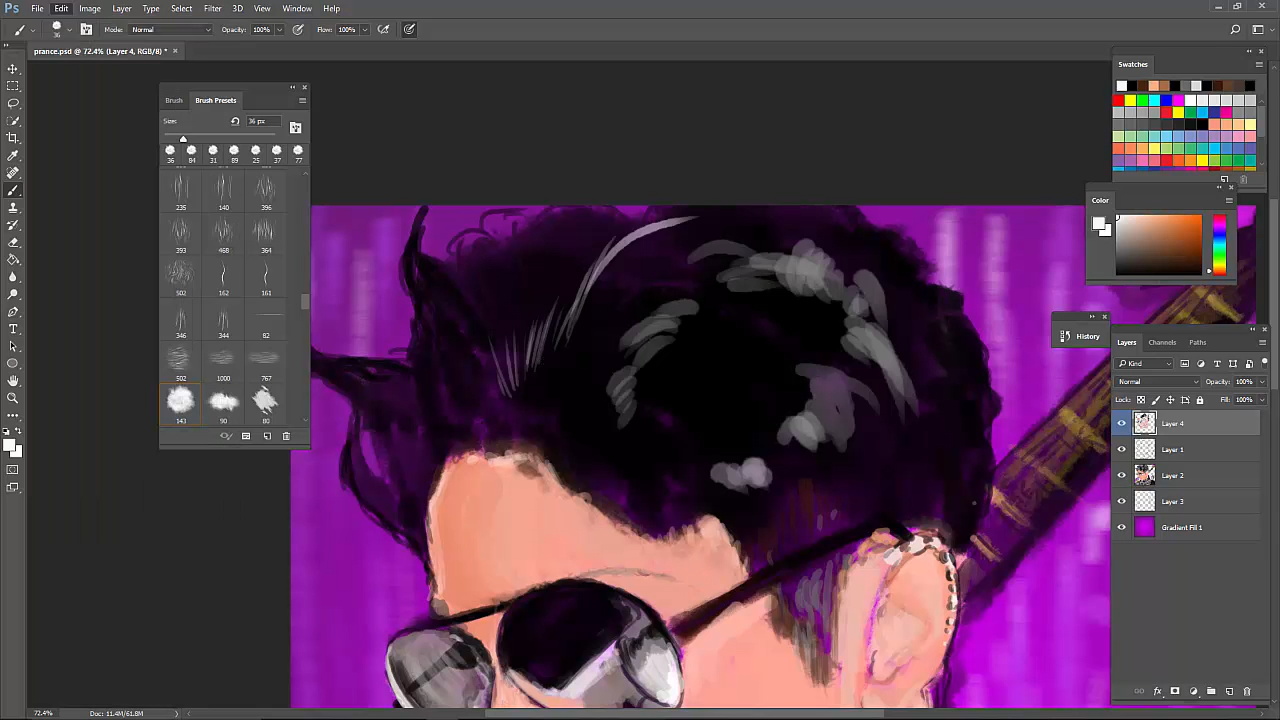 Ps File Edit Image Layer Type Select Filter 3D View Window Help
36 Mode: Normal Opacity: 100% Flow: 100%
prance.psd @ 72.4% (Layer 4, RGB/8) * ×
Brush Brush Presets
Size: 36 px
36 84 31 89 25 37 77
235 140 396
393 468 364
502 162 161
346 344 82
502 1000 767
143 90 80
Swatches
Color
History
Layers Channels Paths
Kind
Normal Opacity: 100%
Lock: Fill: 100%
Layer 4
Layer 1
Layer 2
Layer 3
Gradient Fill 1
fx
72.4% Doc: 11.4M/61.8M